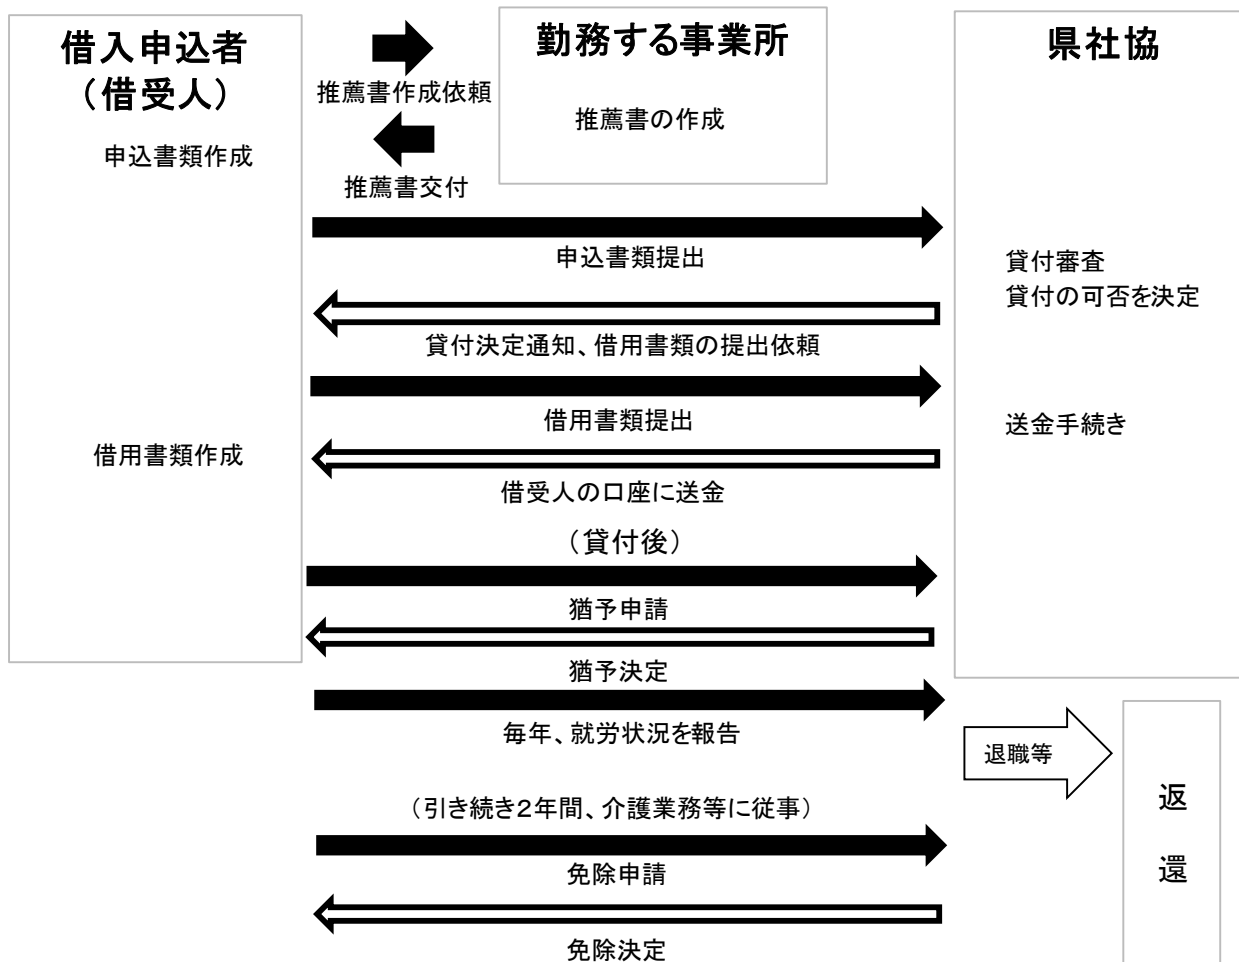 借入申込者
（借受人）
申込書類作成
推薦書作成依頼
推薦書交付
勤務する事業所
推薦書の作成
県社協
申込書類提出
貸付審査
貸付の可否を決定
貸付決定通知、借用書類の提出依頼
借用書類提出
送金手続き
借用書類作成
借受人の口座に送金
（貸付後）
猶予申請
猶予決定
毎年、就労状況を報告
退職等
返
還
（引き続き２年間、介護業務等に従事）
免除申請
免除決定